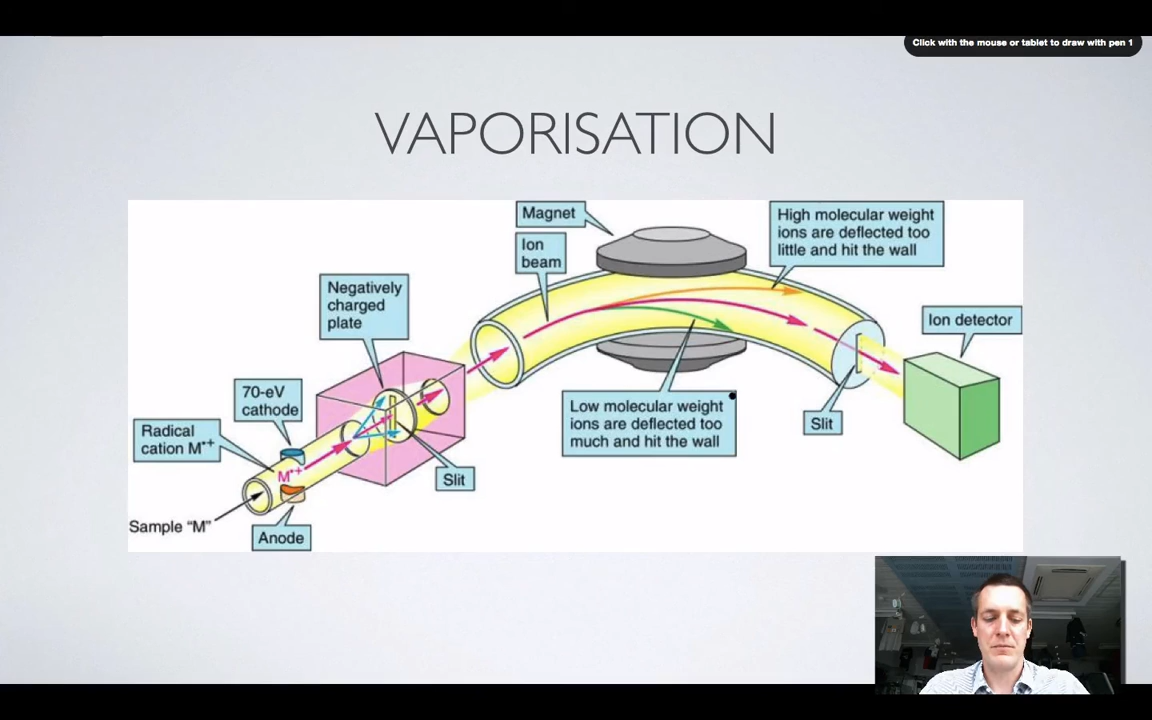 Click with the mouse or tablet to draw with pen 1
VAPORISATION
Magnet
Ion
beam
High molecular weight
ions are deflected too
little and hit the wall
Negatively
charged
plate
Ion detector
70-eV
cathode
Low molecular weight
ions are deflected too
much and hit the wall
Slit
Radical
cation M•+
M•+
Slit
Sample “M”
Anode